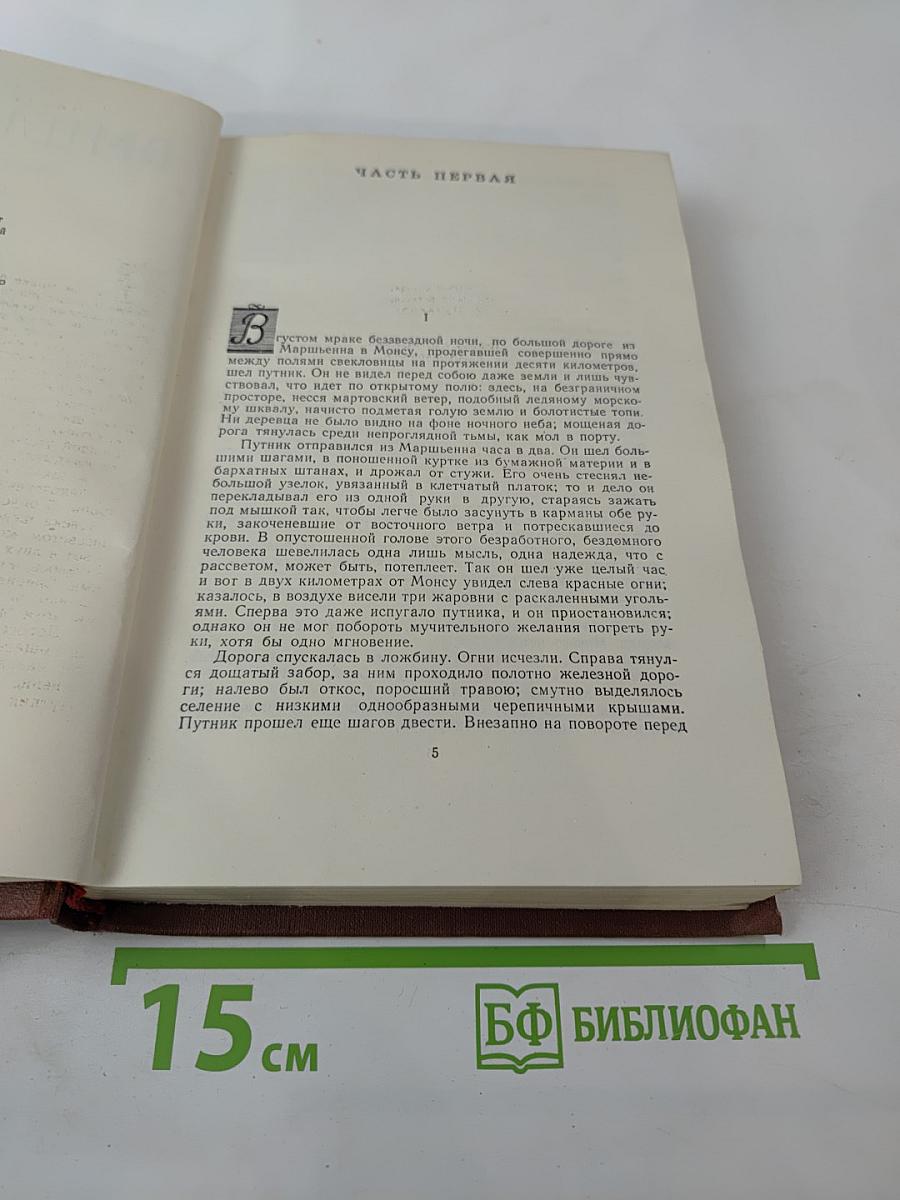 ЧАСТЬ ПЕРВАЯ
I
В густом мраке беззвездной ночи, по большой дороге из
Маршьенна в Монсу, пролегавшей совершенно прямо
между полями свекловицы на протяжении десяти километров,
шел путник. Он не видел перед собою даже земли и лишь чув-
ствовал, что идет по открытому полю: здесь, на безграничном
просторе, несся мартовский ветер, подобный ледяному морско-
му шквалу, начисто подметая голую землю и болотистые топи.
Ни деревца не было видно на фоне ночного неба; мощеная до-
рога тянулась среди непроглядной тьмы, как мол в порту.
Путник отправился из Маршьенна часа в два. Он шел боль-
шими шагами, в поношенной куртке из бумажной материи и в
бархатных штанах, и дрожал от стужи. Его очень стеснял не-
большой узелок, увязанный в клетчатый платок; то и дело он
перекладывал его из одной руки в другую, стараясь зажать
под мышкой так, чтобы легче было засунуть в карманы обе ру-
ки, закоченевшие от восточного ветра и потрескавшиеся до
крови. В опустошенной голове этого безработного, бездомного
человека шевелилась одна лишь мысль, одна надежда, что с
рассветом, может быть, потеплеет. Так он шел уже целый час,
и вот в двух километрах от Монсу увидел слева красные огни;
казалось, в воздухе висели три жаровни с раскаленными уголь-
ями. Сперва это даже испугало путника, и он приостановился;
однако он не мог побороть мучительного желания погреть ру-
ки, хотя бы одно мгновение.
Дорога спускалась в ложбину. Огни исчезли. Справа тянул-
ся дощатый забор, за ним проходило полотно железной доро-
ги; налево был откос, поросший травою; смутно выделялось
селение с низкими однообразными черепичными крышами.
Путник прошел еще шагов двести. Внезапно на повороте перед
5
15 см
БФ БИБЛИОФАН